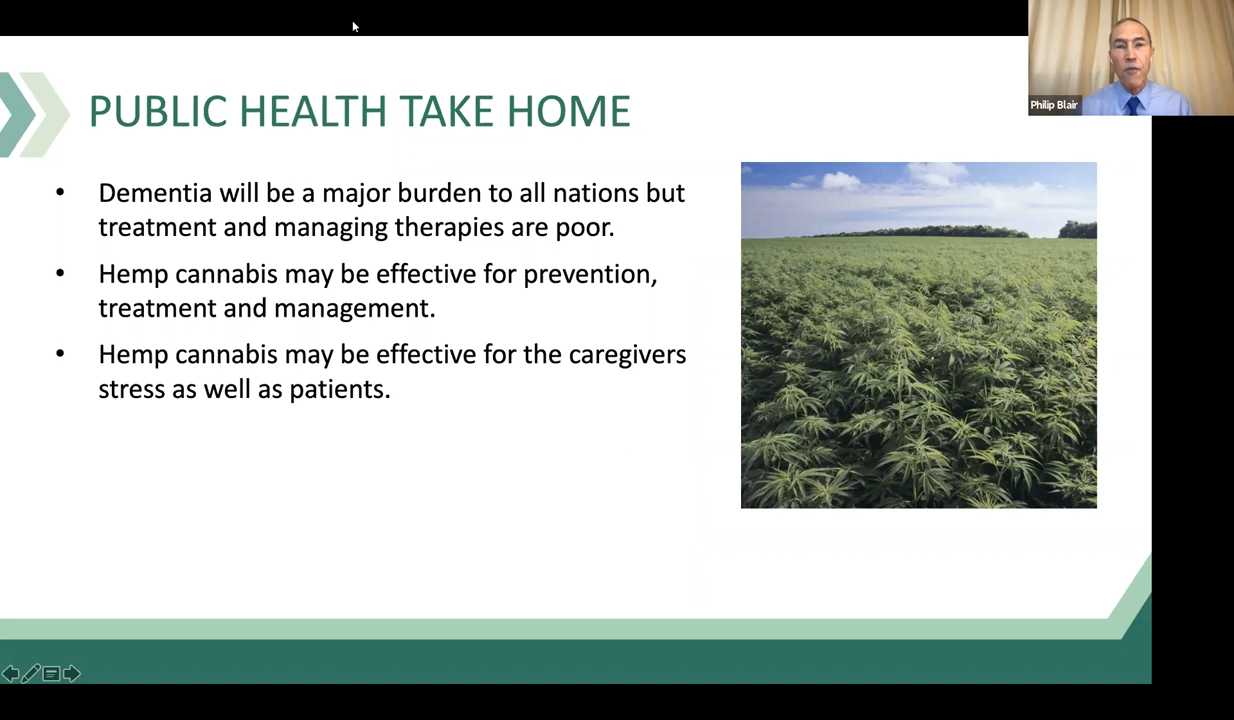 PUBLIC HEALTH TAKE HOME
Philip Blair
• Dementia will be a major burden to all nations but
treatment and managing therapies are poor.
• Hemp cannabis may be effective for prevention,
treatment and management.
• Hemp cannabis may be effective for the caregivers
stress as well as patients.